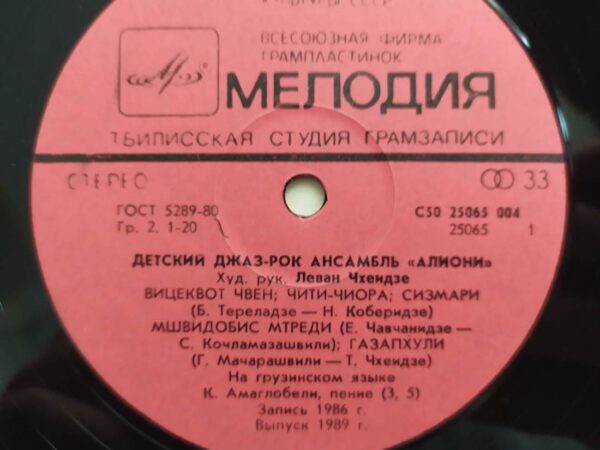 КУЛЬТУРЫ СССР
ВСЕСОЮЗНАЯ ФИРМА
ГРАМПЛАСТИНОК
МЕЛОДИЯ
ТБИЛИССКАЯ СТУДИЯ ГРАМЗАПИСИ
СТЕРЕО 33
ГОСТ 5289-80 С50 25065 004
Гр. 2. 1-20 25065 1
ДЕТСКИЙ ДЖАЗ-РОК АНСАМБЛЬ «АЛИОНИ»
Худ. рук. Леван Чхеидзе
ВИЦЕКВОТ ЧВЕН; ЧИТИ-ЧИОРА; СИЗМАРИ
(Б. Тереладзе — Н. Коберидзе)
МШВИДОБИС МТРЕДИ (Е. Чавчанидзе —
С. Кочламазашвили); ГАЗАПХУЛИ
(Г. Мачарашвили — Т. Чхеидзе)
На грузинском языке
К. Амаглобели, пение (3, 5)
Запись 1986 г.
Выпуск 1989 г.